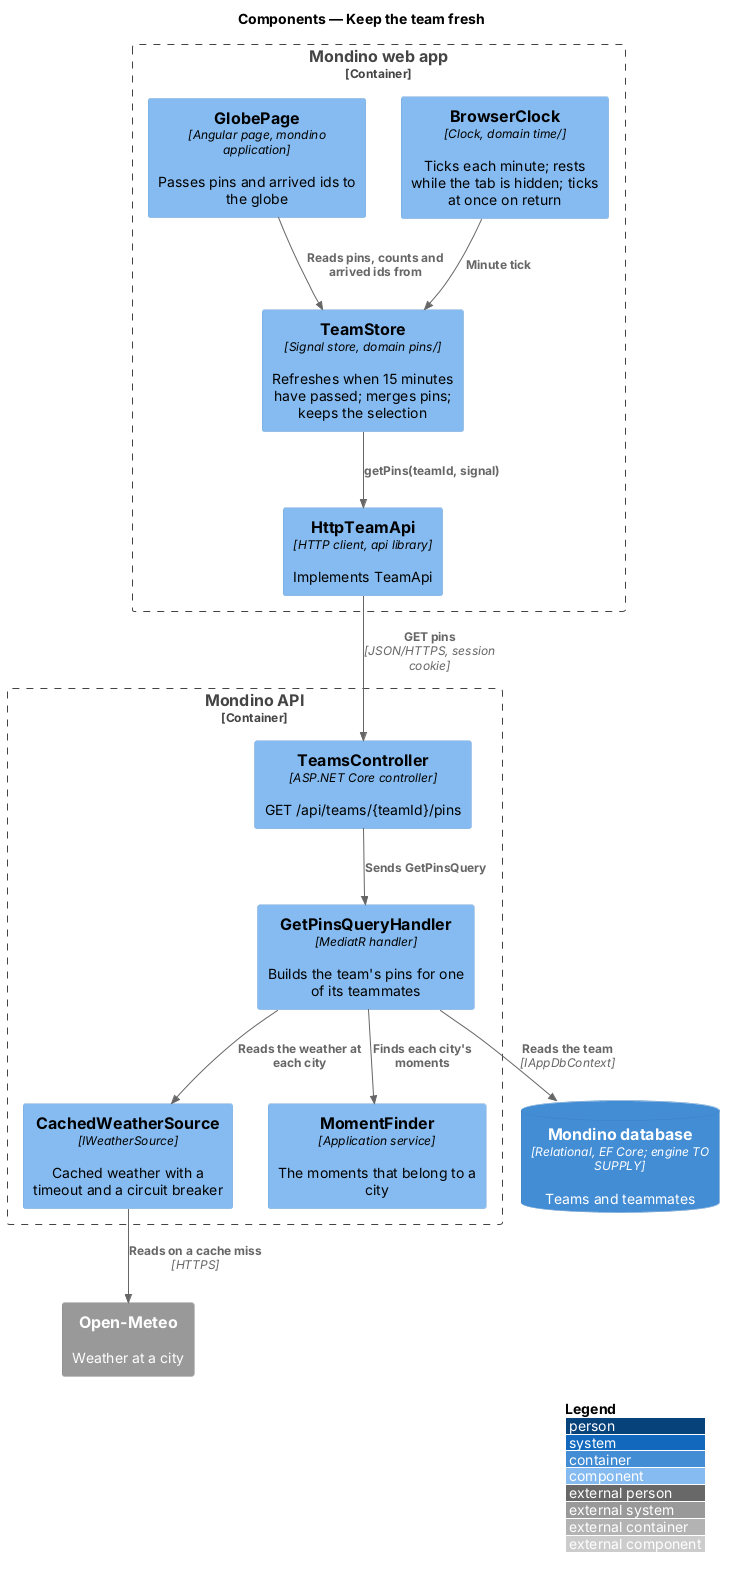 Components — Keep the team fresh
Mondino web app
[Container]
GlobePage
[Angular page, mondino
application]
Passes pins and arrived ids to
the globe
BrowserClock
[Clock, domain time/]
Ticks each minute; rests
while the tab is hidden; ticks
at once on return
Reads pins, counts and
arrived ids from
Minute tick
TeamStore
[Signal store, domain pins/]
Refreshes when 15 minutes
have passed; merges pins;
keeps the selection
getPins(teamId, signal)
HttpTeamApi
[HTTP client, api library]
Implements TeamApi
GET pins
[JSON/HTTPS, session
cookie]
Mondino API
[Container]
TeamsController
[ASP.NET Core controller]
GET /api/teams/{teamId}/pins
Sends GetPinsQuery
GetPinsQueryHandler
[MediatR handler]
Builds the team's pins for one
of its teammates
Reads the weather at
each city
Finds each city's
moments
Reads the team
[IAppDbContext]
CachedWeatherSource
[IWeatherSource]
Cached weather with a
timeout and a circuit breaker
MomentFinder
[Application service]
The moments that belong to a
city
Mondino database
[Relational, EF Core; engine TO
SUPPLY]
Teams and teammates
Reads on a cache miss
[HTTPS]
Open-Meteo
Weather at a city
Legend
person
system
container
component
external person
external system
external container
external component